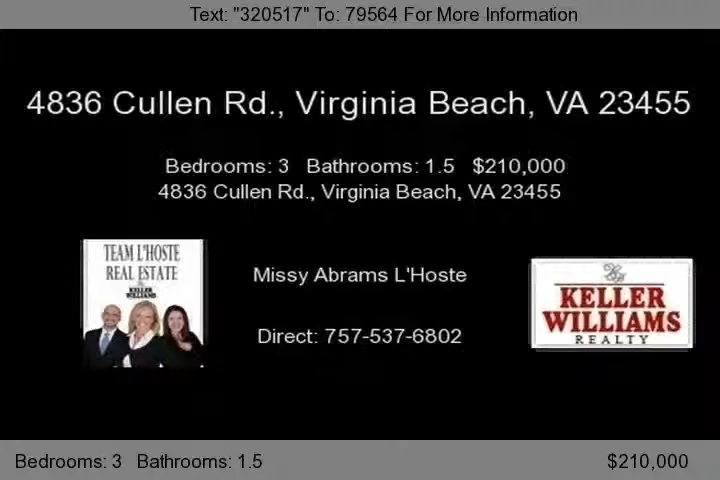 Text: "320517" To: 79564 For More Information
4836 Cullen Rd., Virginia Beach, VA 23455
Bedrooms: 3 Bathrooms: 1.5 $210,000
4836 Cullen Rd., Virginia Beach, VA 23455
TEAM L'HOSTE
REAL ESTATE
KELLER
WILLIAMS
Missy Abrams L'Hoste
Direct: 757-537-6802
KELLER
WILLIAMS
REALTY
Bedrooms: 3 Bathrooms: 1.5 $210,000